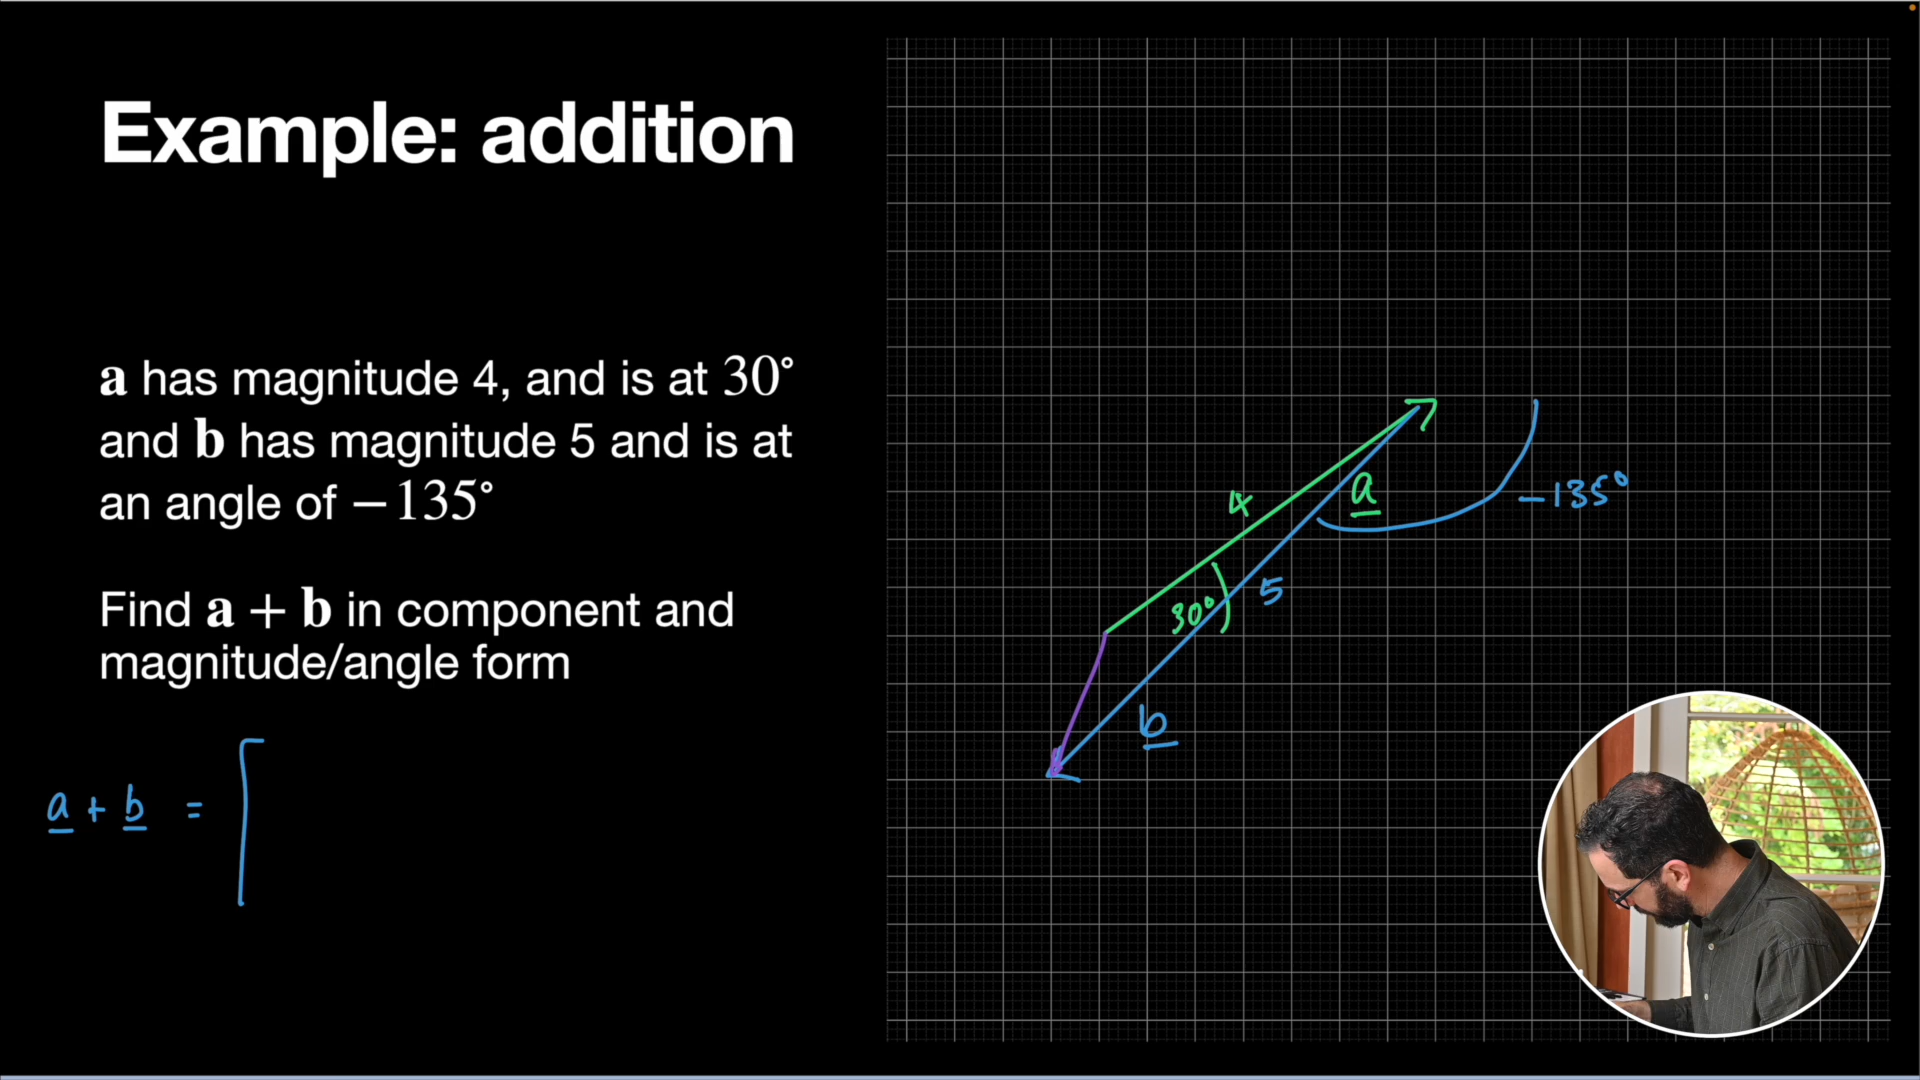 Example: addition
a has magnitude 4, and is at 30°
and b has magnitude 5 and is at
an angle of −135°
Find a + b in component and
magnitude/angle form
a + b = [
4
a
-135°
30°
5
b